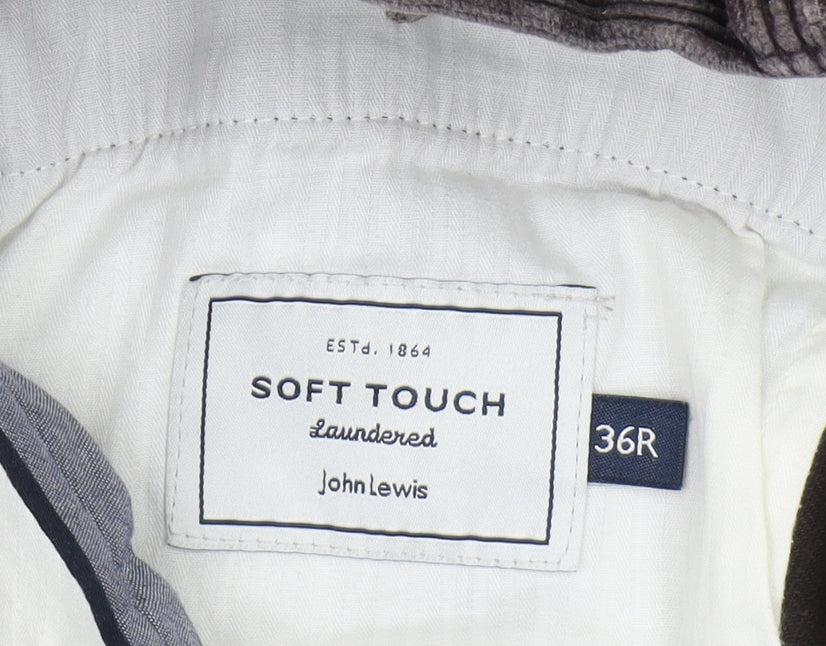 ESTd. 1864
SOFT TOUCH
Laundered
John Lewis
36R